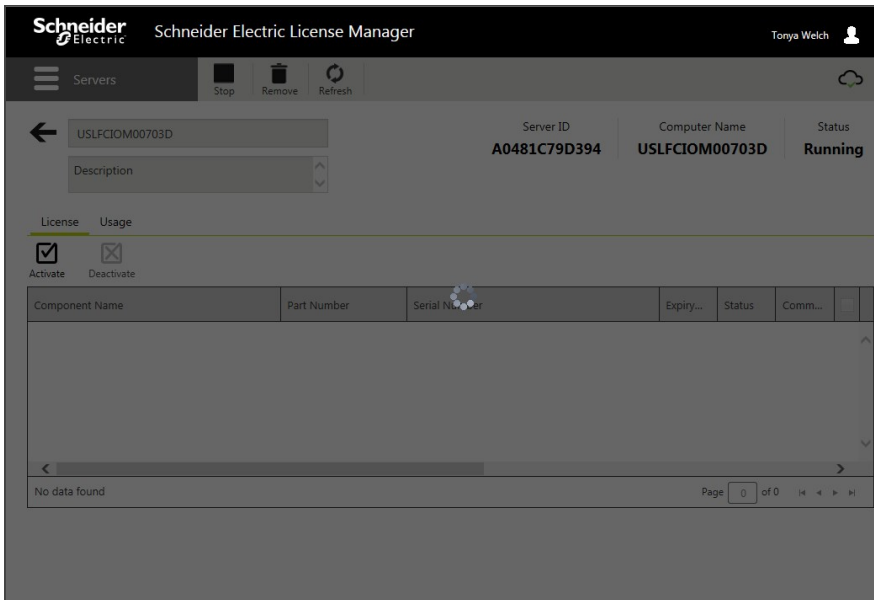 Schneider Electric
Schneider Electric License Manager
Tonya Welch
Servers
Stop
Remove
Refresh
USLFCIOM00703D
Description
Server ID
A0481C79D394
Computer Name
USLFCIOM00703D
Status
Running
License
Usage
Activate
Deactivate
Component Name
Part Number
Serial Number
Expiry...
Status
Comm...
No data found
Page 0 of 0